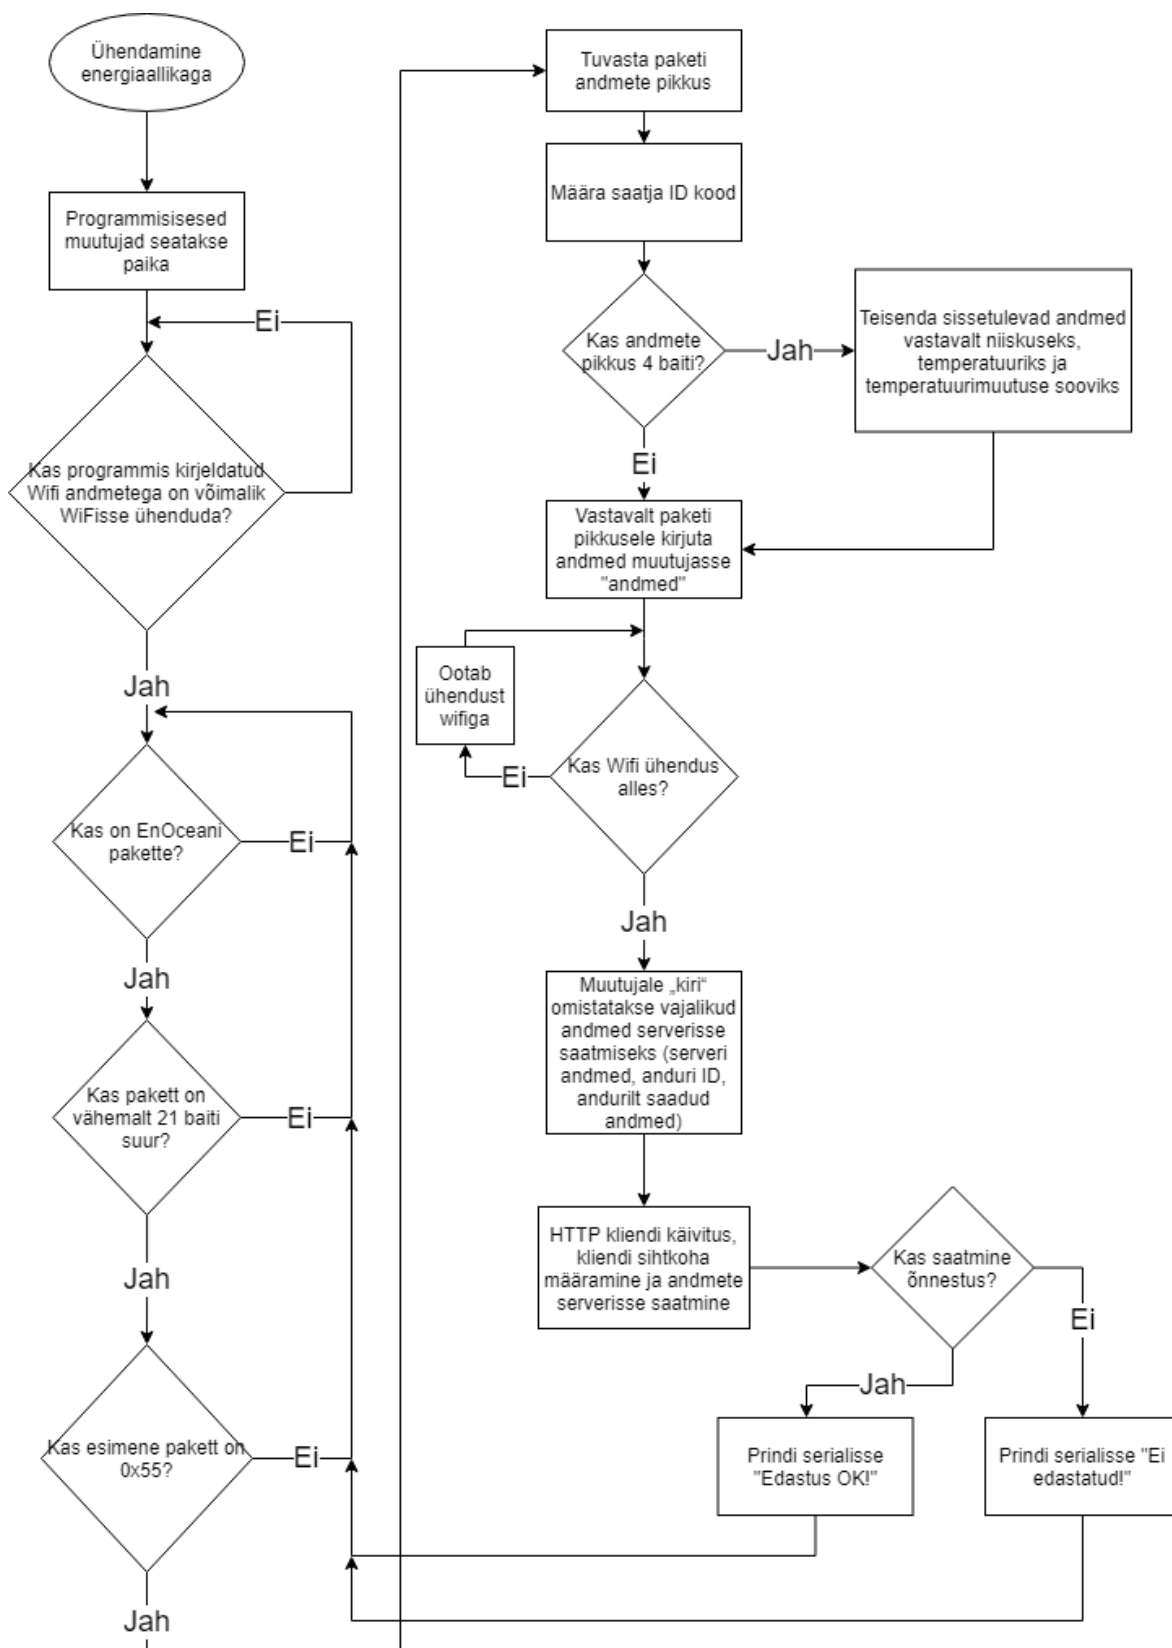 Ühendamine
energiaallikaga
Programmisisesed
muutujad seatakse
paika
Ei
Kas programmis kirjeldatud
Wifi andmetega on võimalik
WiFisse ühenduda?
Jah
Kas on EnOceani
pakette?
Ei
Jah
Kas pakett on
vähemalt 21 baiti
suur?
Ei
Jah
Kas esimene pakett on
0x55?
Ei
Jah
Tuvasta paketi
andmete pikkus
Määra saatja ID kood
Kas andmete
pikkus 4 baiti?
Jah
Teisenda sissetulevad andmed
vastavalt niiskuseks,
temperatuuriks ja
temperatuurimuutuse sooviks
Ei
Vastavalt paketi
pikkusele kirjuta
andmed muutujasse
"andmed"
Ootab
ühendust
wifiga
Ei
Kas Wifi ühendus
alles?
Jah
Muutujale „kiri“
omistatakse vajalikud
andmed serverisse
saatmiseks (serveri
andmed, anduri ID,
andurilt saadud
andmed)
HTTP kliendi käivitus,
kliendi sihtkoha
määramine ja andmete
serverisse saatmine
Kas saatmine
õnnestus?
Ei
Jah
Prindi serialisse
"Edastus OK!"
Prindi serialisse "Ei
edastatud!"